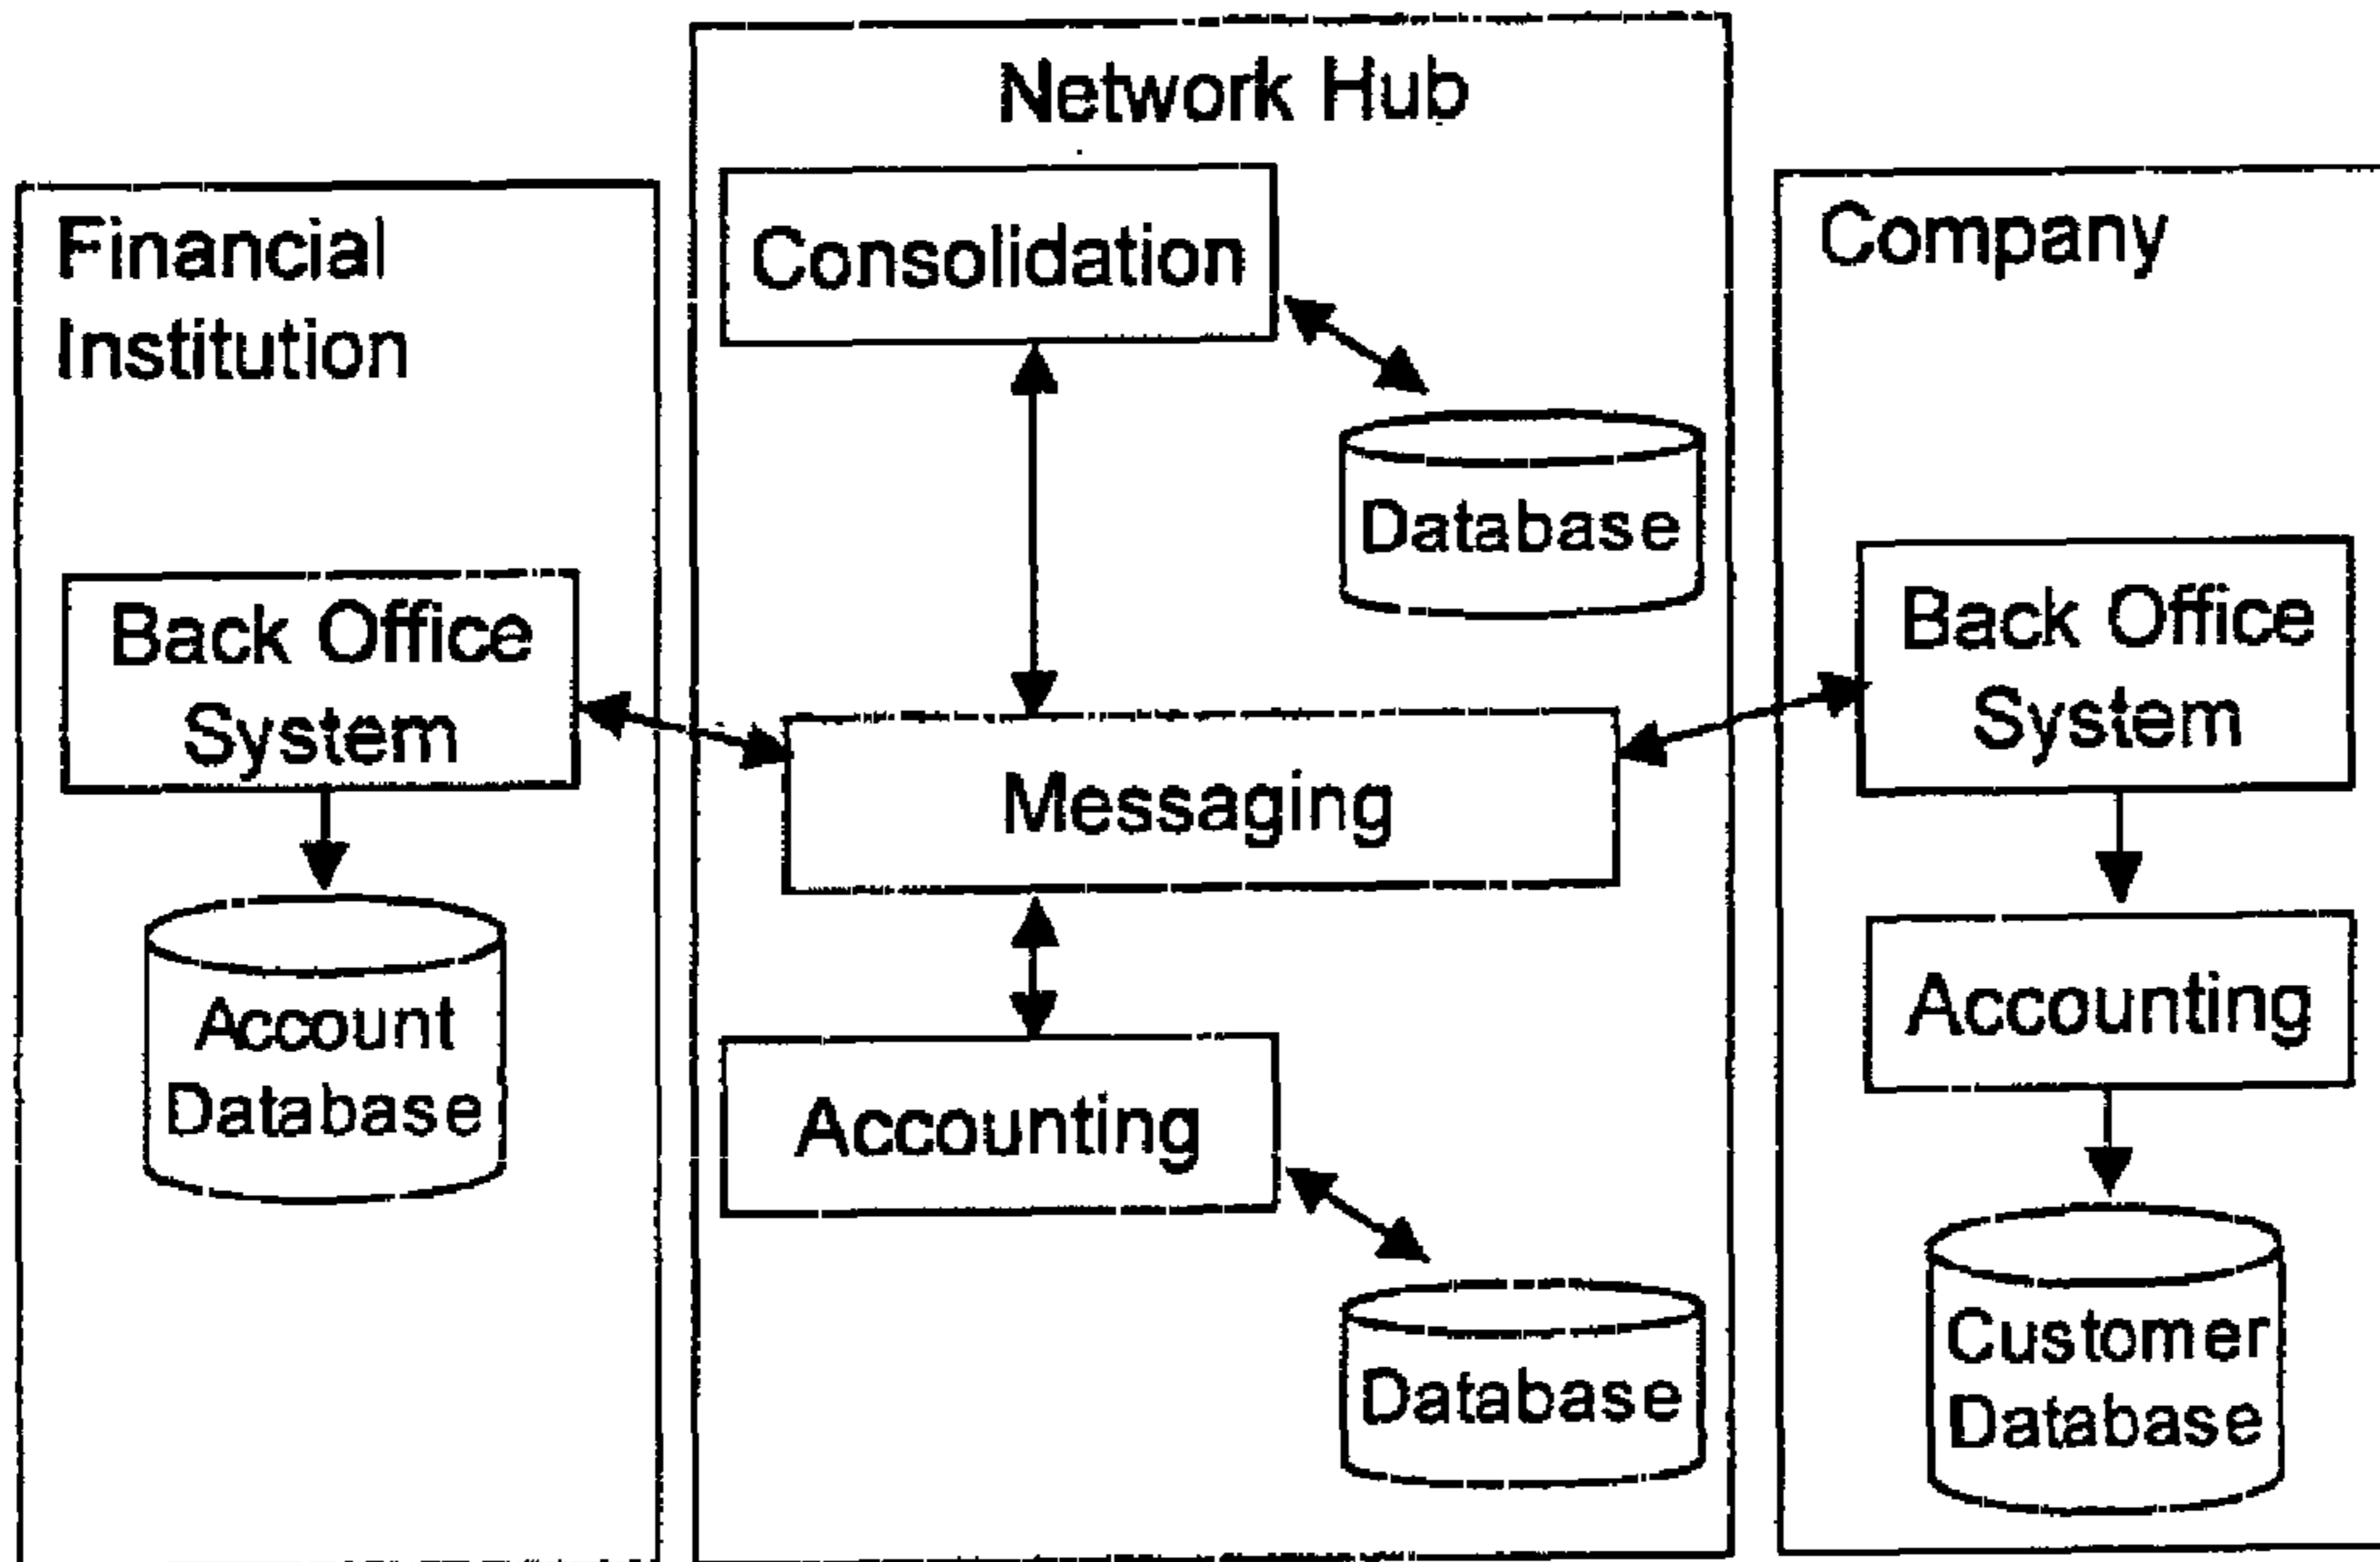 Financial
Institution
Back Office
System
Account
Database
Network Hub
Consolidation
Database
Messaging
Accounting
Database
Company
Back Office
System
Accounting
Customer
Database